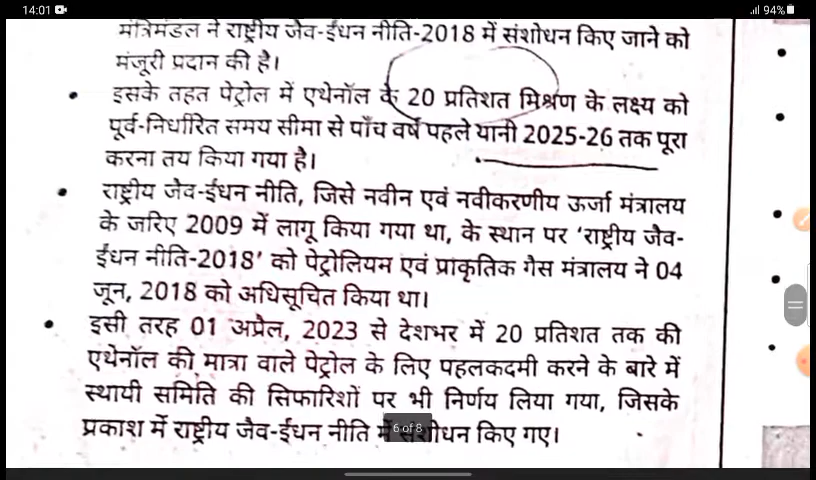 14:01
94%
मंत्रिमंडल ने राष्ट्रीय जैव-ईंधन नीति-2018 में संशोधन किए जाने को
मंजूरी प्रदान की है।
इसके तहत पेट्रोल में एथेनॉल के 20 प्रतिशत मिश्रण के लक्ष्य को
पूर्व-निर्धारित समय सीमा से पाँच वर्ष पहले यानी 2025-26 तक पूरा
करना तय किया गया है।
राष्ट्रीय जैव-ईंधन नीति, जिसे नवीन एवं नवीकरणीय ऊर्जा मंत्रालय
के जरिए 2009 में लागू किया गया था, के स्थान पर ‘राष्ट्रीय जैव-
ईंधन नीति-2018’ को पेट्रोलियम एवं प्राकृतिक गैस मंत्रालय ने 04
जून, 2018 को अधिसूचित किया था।
इसी तरह 01 अप्रैल, 2023 से देशभर में 20 प्रतिशत तक की
एथेनॉल की मात्रा वाले पेट्रोल के लिए पहलकदमी करने के बारे में
स्थायी समिति की सिफारिशों पर भी निर्णय लिया गया, जिसके
प्रकाश में राष्ट्रीय जैव-ईंधन नीति में संशोधन किए गए।
6 of 8